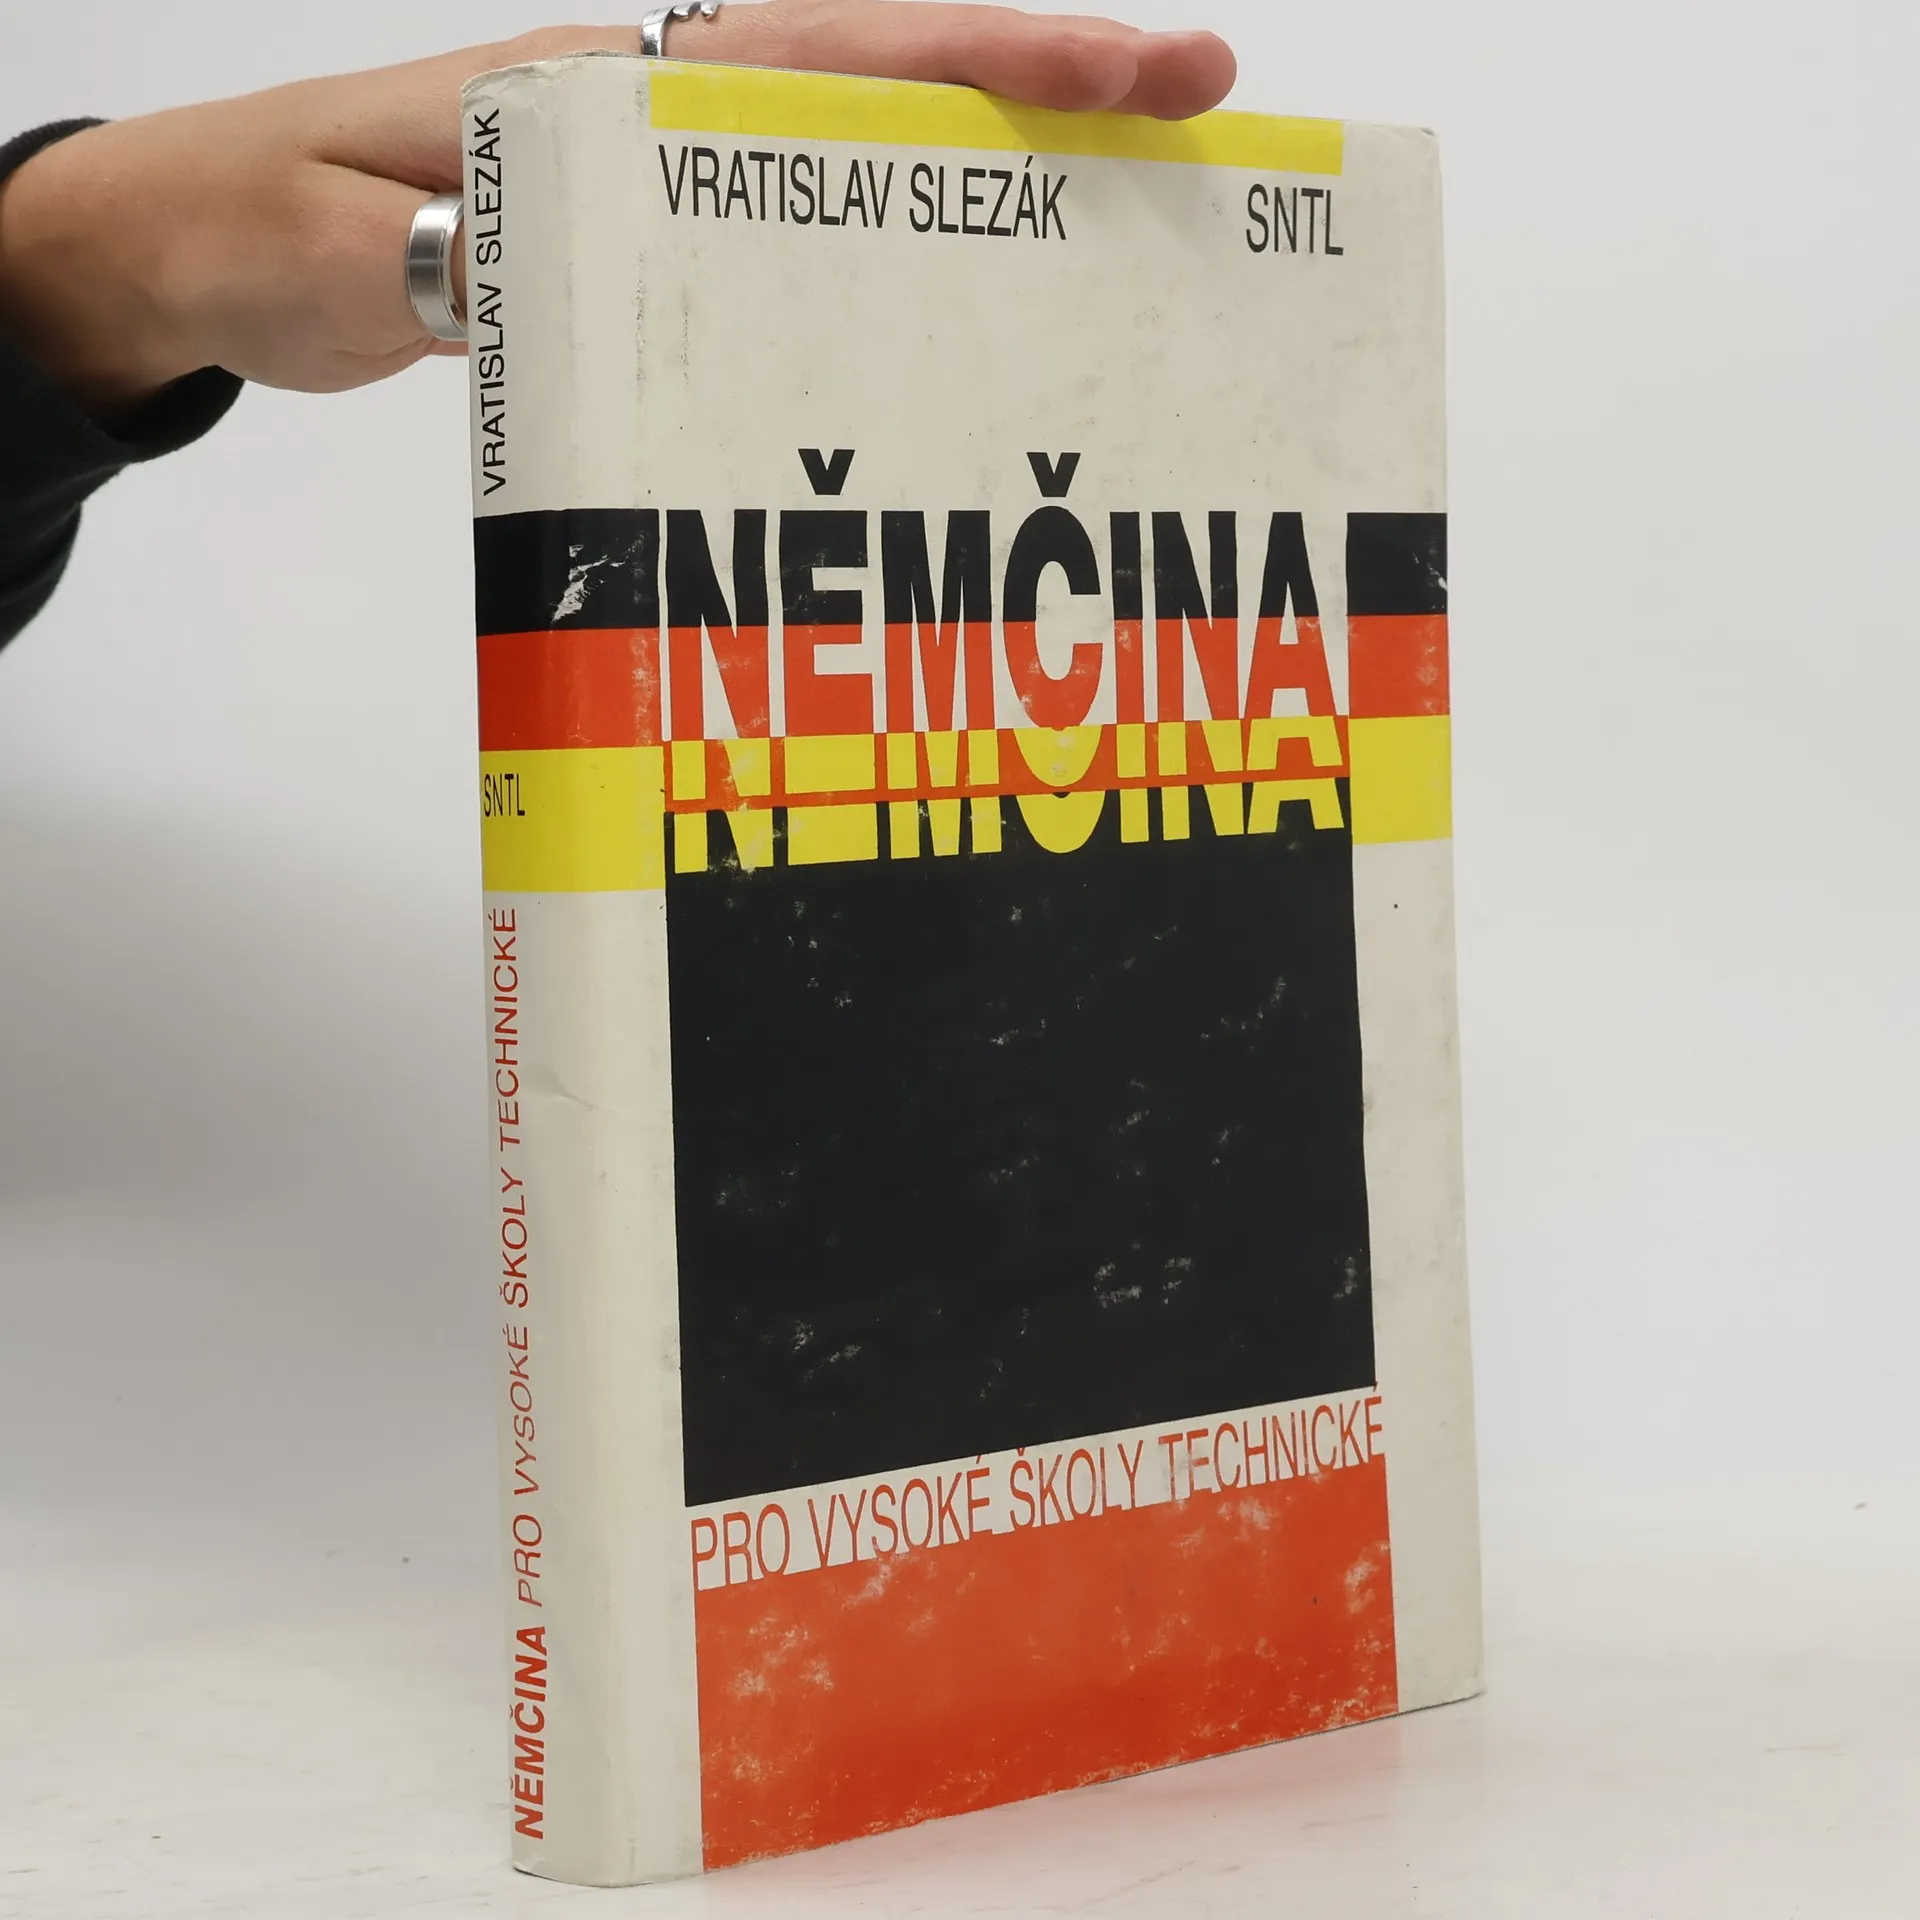 VRATISLAV SLEZÁK
SNTL
NĚMČINA
NĚMČINA
PRO VYSOKÉ ŠKOLY TECHNICKÉ
VRATISLAV SLEZÁK
SNTL
NĚMČINA PRO VYSOKÉ ŠKOLY TECHNICKÉ